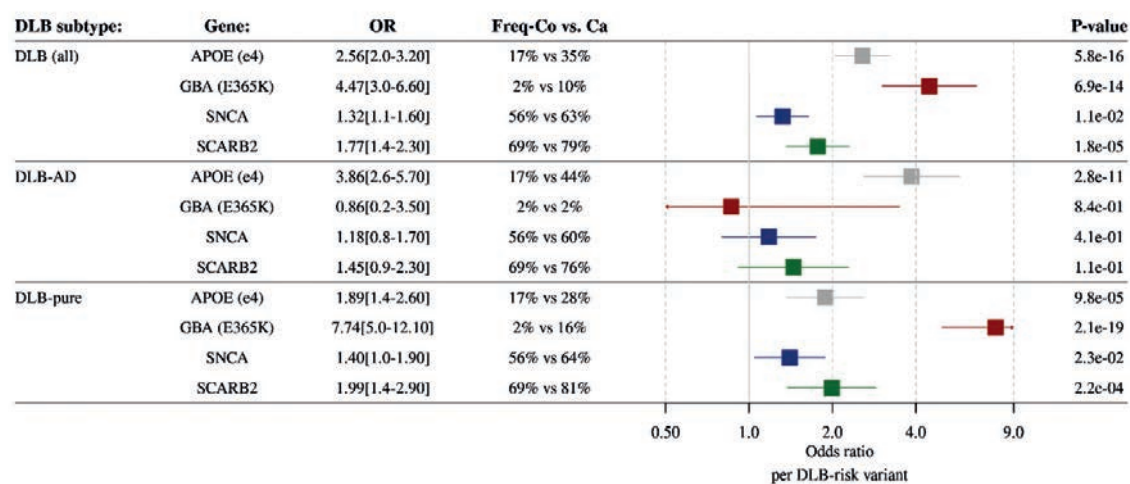 DLB subtype: Gene: OR Freq-Co vs. Ca P-value
DLB (all) APOE (e4) 2.56[2.0-3.20] 17% vs 35% 5.8e-16
GBA (E365K) 4.47[3.0-6.60] 2% vs 10% 6.9e-14
SNCA 1.32[1.1-1.60] 56% vs 63% 1.1e-02
SCARB2 1.77[1.4-2.30] 69% vs 79% 1.8e-05
DLB-AD APOE (e4) 3.86[2.6-5.70] 17% vs 44% 2.8e-11
GBA (E365K) 0.86[0.2-3.50] 2% vs 2% 8.4e-01
SNCA 1.18[0.8-1.70] 56% vs 60% 4.1e-01
SCARB2 1.45[0.9-2.30] 69% vs 76% 1.1e-01
DLB-pure APOE (e4) 1.89[1.4-2.60] 17% vs 28% 9.8e-05
GBA (E365K) 7.74[5.0-12.10] 2% vs 16% 2.1e-19
SNCA 1.40[1.0-1.90] 56% vs 64% 2.3e-02
SCARB2 1.99[1.4-2.90] 69% vs 81% 2.2e-04
0.50 1.0 2.0 4.0 9.0
Odds ratio
per DLB-risk variant